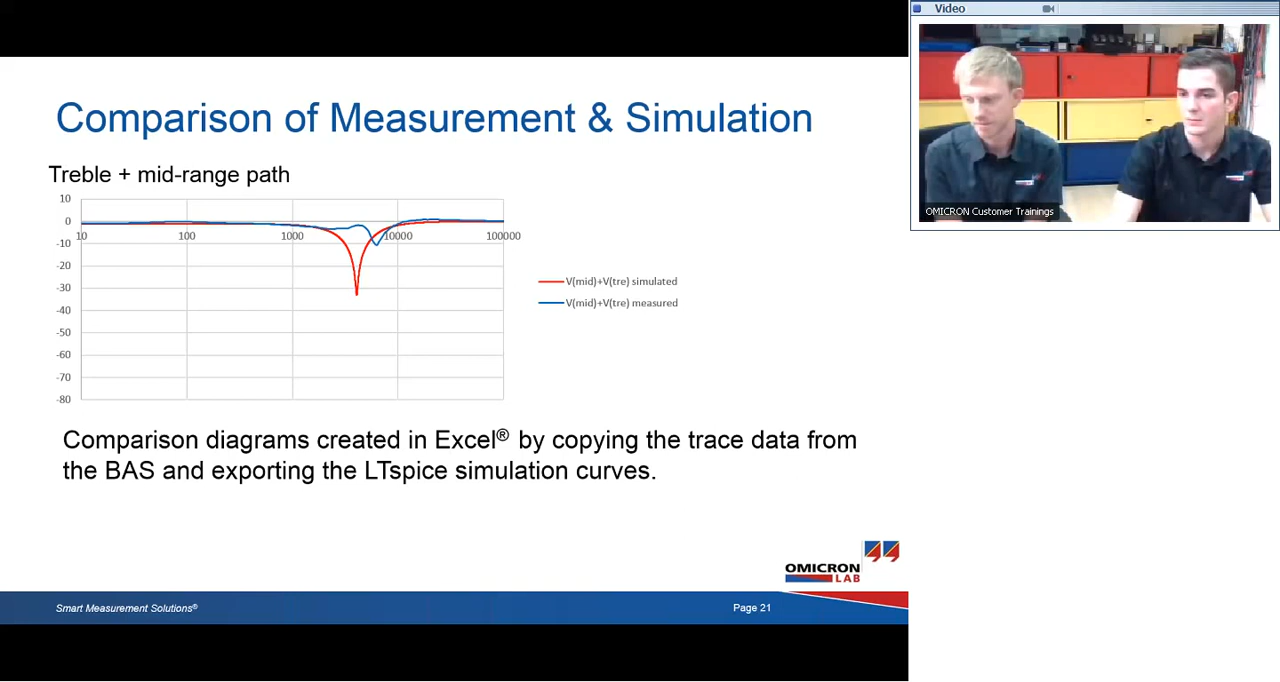 Video
OMICRON Customer Trainings
Comparison of Measurement & Simulation
Treble + mid-range path
10
0
-10
-20
-30
-40
-50
-60
-70
-80
10
100
1000
10000
100000
V(mid)+V(tre) simulated
V(mid)+V(tre) measured
Comparison diagrams created in Excel® by copying the trace data from
the BAS and exporting the LTspice simulation curves.
OMICRON
LAB
Smart Measurement Solutions®
Page 21